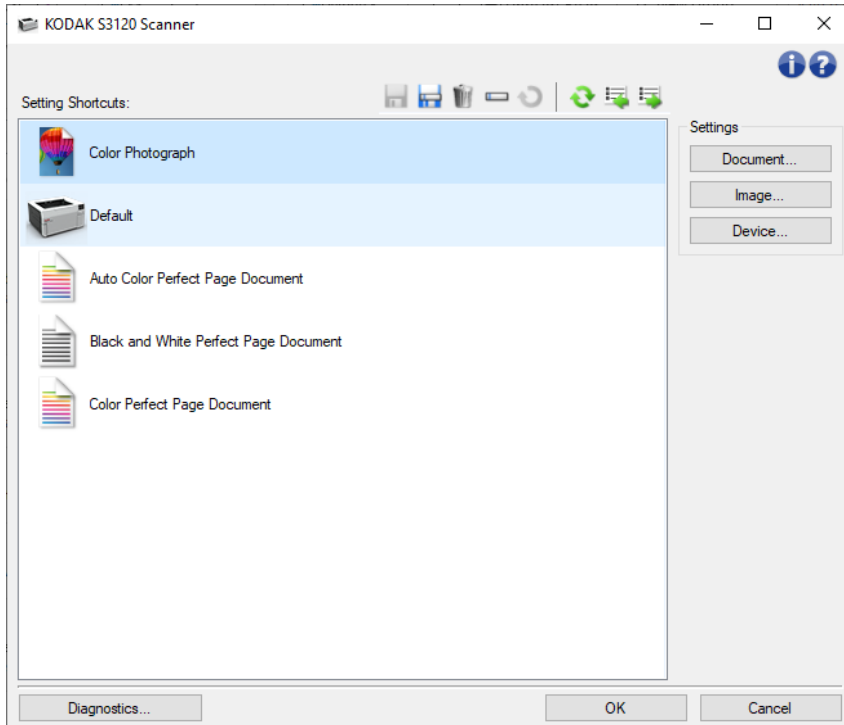 KODAK S3120 Scanner
Setting Shortcuts:
Color Photograph
Default
Auto Color Perfect Page Document
Black and White Perfect Page Document
Color Perfect Page Document
Settings
Document...
Image...
Device...
Diagnostics...
OK
Cancel